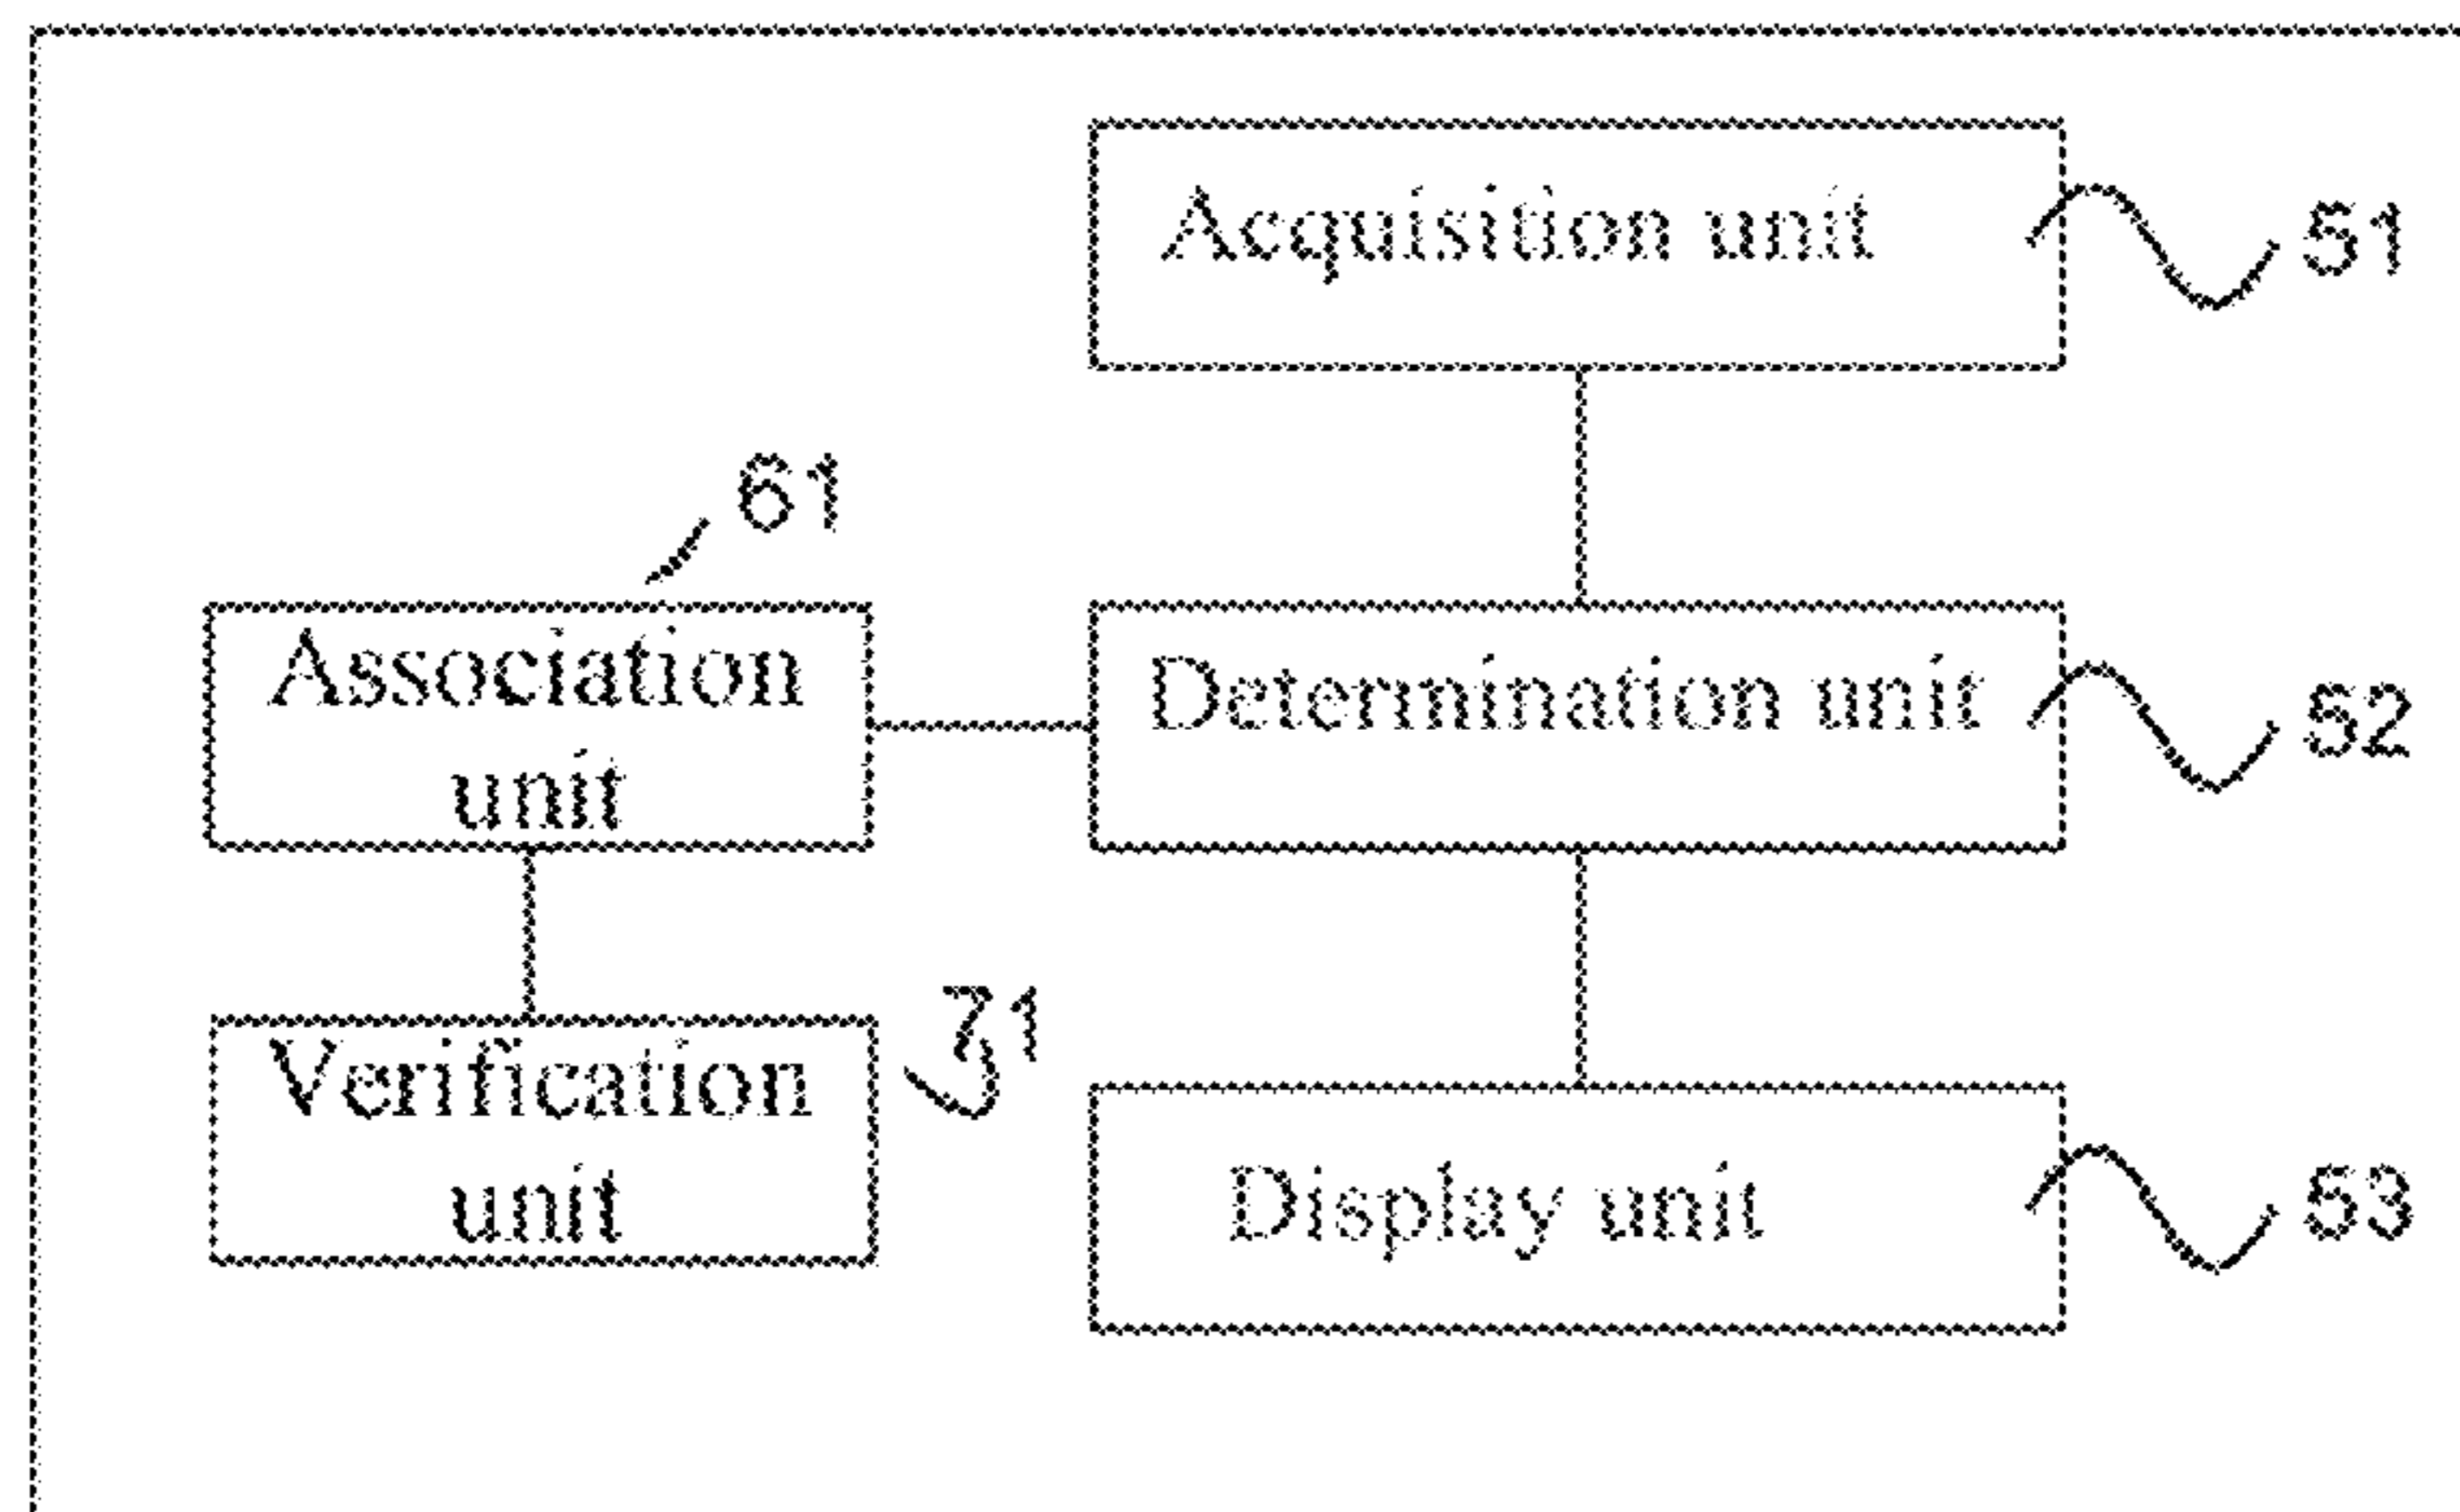 Acquisition unit
51
61
Association
unit
Determination unit
52
71
Verification
unit
Display unit
53